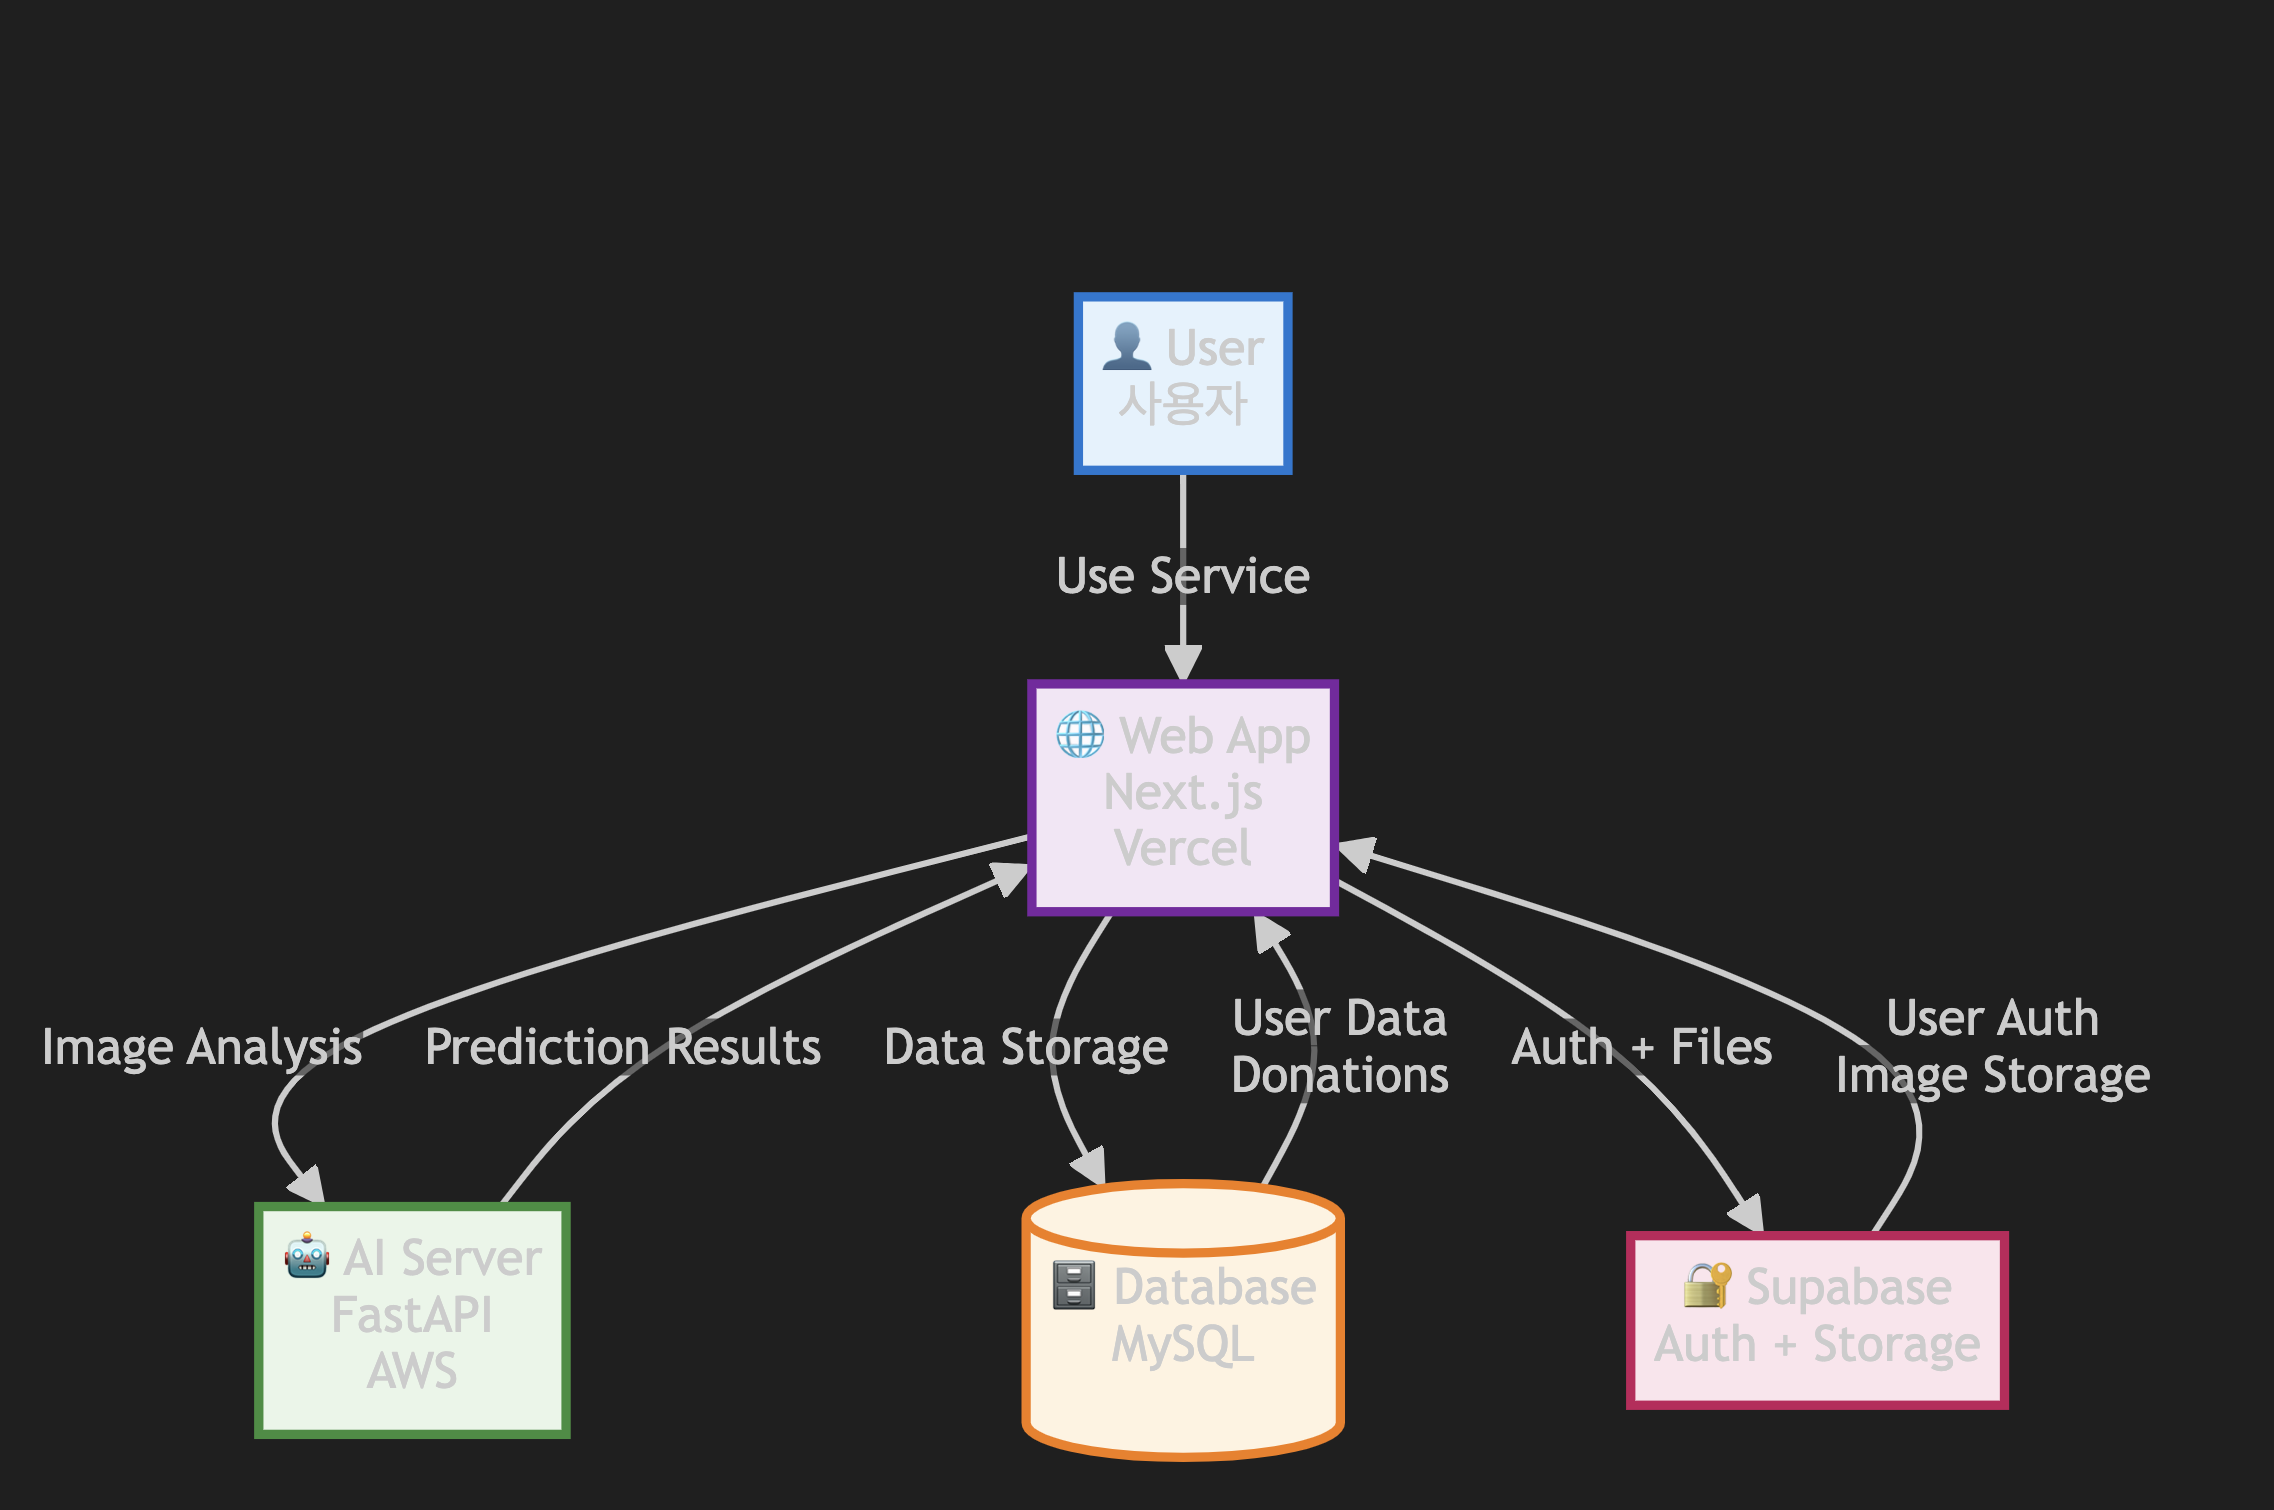 User
사용자
Use Service
Web App
Next.js
Vercel
Image Analysis
Prediction Results
Data Storage
User Data
Donations
Auth + Files
User Auth
Image Storage
AI Server
FastAPI
AWS
Database
MySQL
Supabase
Auth + Storage